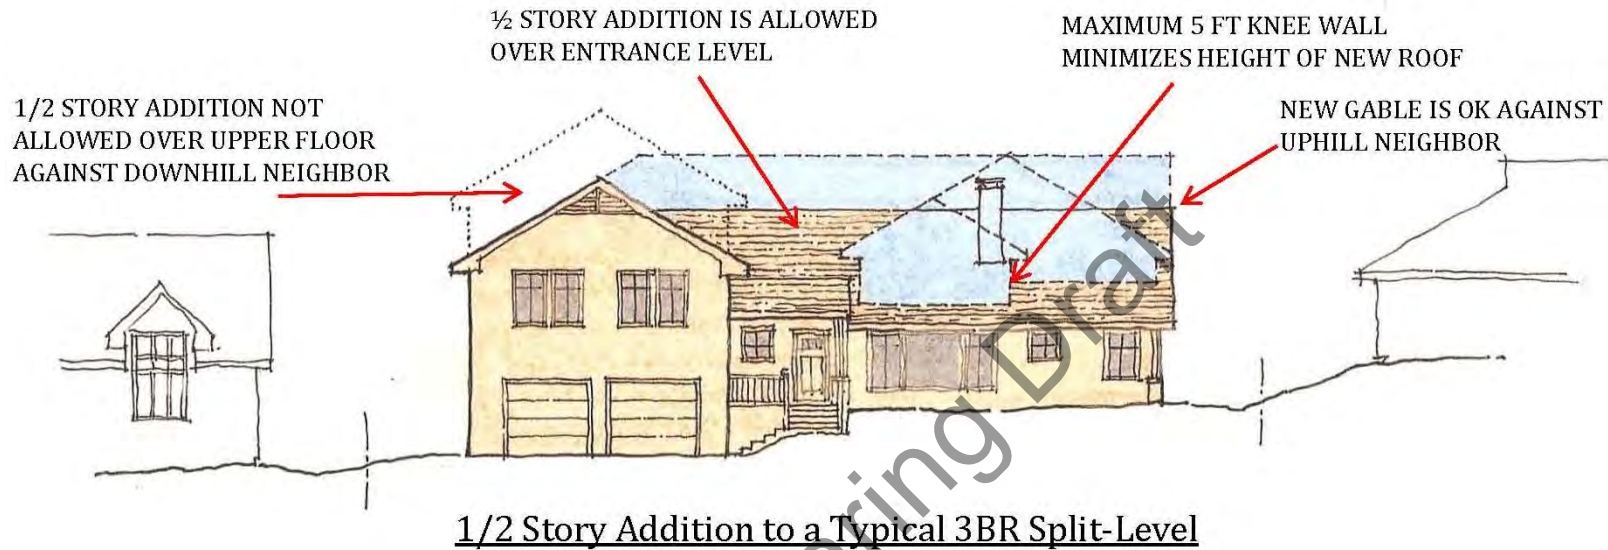 ½ STORY ADDITION IS ALLOWED
OVER ENTRANCE LEVEL
MAXIMUM 5 FT KNEE WALL
MINIMIZES HEIGHT OF NEW ROOF
1/2 STORY ADDITION NOT
ALLOWED OVER UPPER FLOOR
AGAINST DOWNHILL NEIGHBOR
NEW GABLE IS OK AGAINST
UPHILL NEIGHBOR
ring Draft
1/2 Story Addition to a Typical 3BR Split-Level